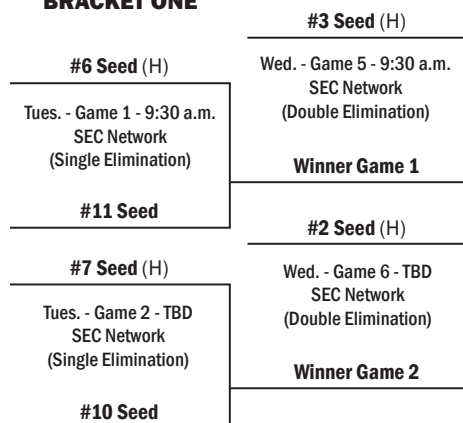 BRACKET ONE
#6 Seed (H)
Tues. - Game 1 - 9:30 a.m.
SEC Network
(Single Elimination)
#11 Seed
#7 Seed (H)
Tues. - Game 2 - TBD
SEC Network
(Single Elimination)
#10 Seed
#3 Seed (H)
Wed. - Game 5 - 9:30 a.m.
SEC Network
(Double Elimination)
Winner Game 1
#2 Seed (H)
Wed. - Game 6 - TBD
SEC Network
(Double Elimination)
Winner Game 2